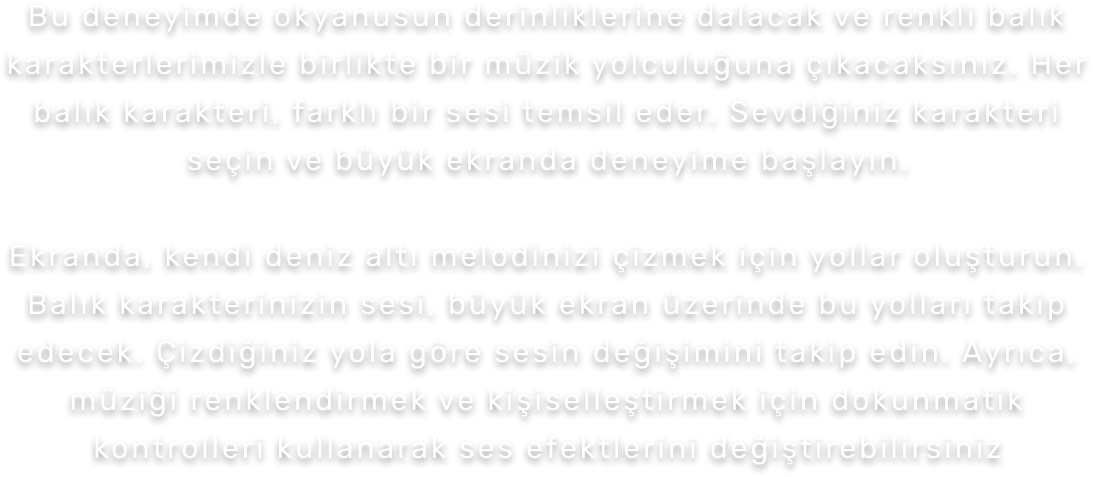 Bu deneyimde okyanusun derinliklerine dalacak ve renkli balık
karakterlerimizle birlikte bir müzik yolculuğuna çıkacaksınız. Her
balık karakteri, farklı bir sesi temsil eder. Sevdiğiniz karakteri
seçin ve büyük ekranda deneyime başlayın.
Ekranda, kendi deniz altı melodinizi çizmek için yollar oluşturun.
Balık karakterinizin sesi, büyük ekran üzerinde bu yolları takip
edecek. Çizdiğiniz yola göre sesin değişimini takip edin. Ayrıca,
müziği renklendirmek ve kişiselleştirmek için dokunmatik
kontrolleri kullanarak ses efektlerini değiştirebilirsiniz